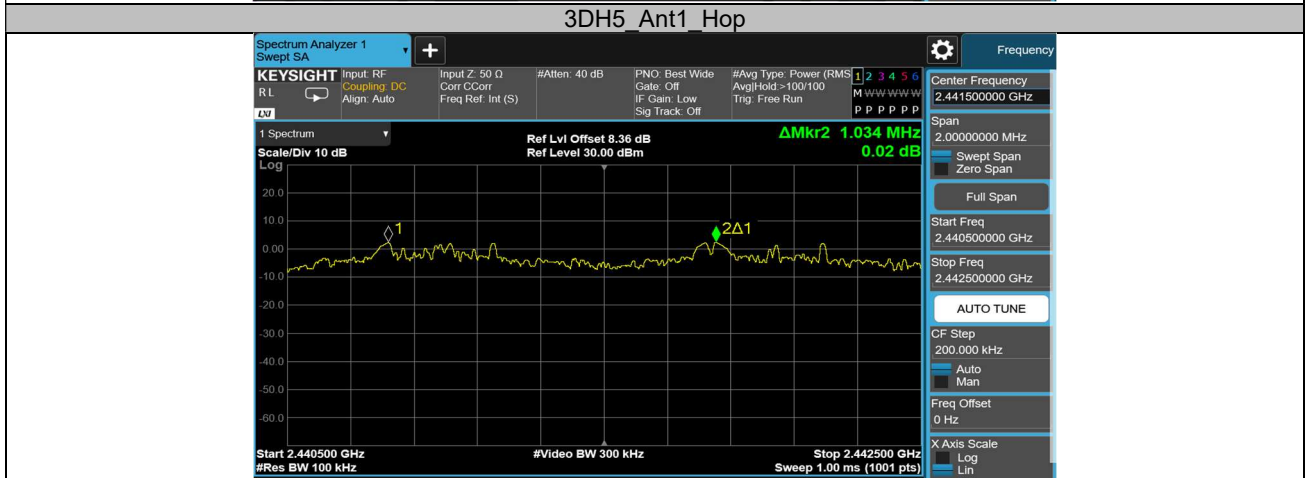 3DH5_Ant1_Hop
Spectrum Analyzer 1
Swept SA
+
Frequency
KEYSIGHT
RL
LXI
Input: RF
Coupling: DC
Align: Auto
Input Z: 50 Ω
Corr CCorr
Freq Ref: Int (S)
#Atten: 40 dB
PNO: Best Wide
Gate: Off
IF Gain: Low
Sig Track: Off
#Avg Type: Power (RMS
Avg|Hold:>100/100
Trig: Free Run
1 2 3 4 5 6
M W W W W W
P P P P P P
1 Spectrum
Scale/Div 10 dB
Log
Ref Lvl Offset 8.36 dB
Ref Level 30.00 dBm
ΔMkr2 1.034 MHz
0.02 dB
20.0
10.0
0.00
-10.0
-20.0
-30.0
-40.0
-50.0
-60.0
1
2Δ1
Start 2.440500 GHz
#Res BW 100 kHz
#Video BW 300 kHz
Stop 2.442500 GHz
Sweep 1.00 ms (1001 pts)
Center Frequency
2.441500000 GHz
Span
2.00000000 MHz
Swept Span
Zero Span
Full Span
Start Freq
2.440500000 GHz
Stop Freq
2.442500000 GHz
AUTO TUNE
CF Step
200.000 kHz
Auto
Man
Freq Offset
0 Hz
X Axis Scale
Log
Lin